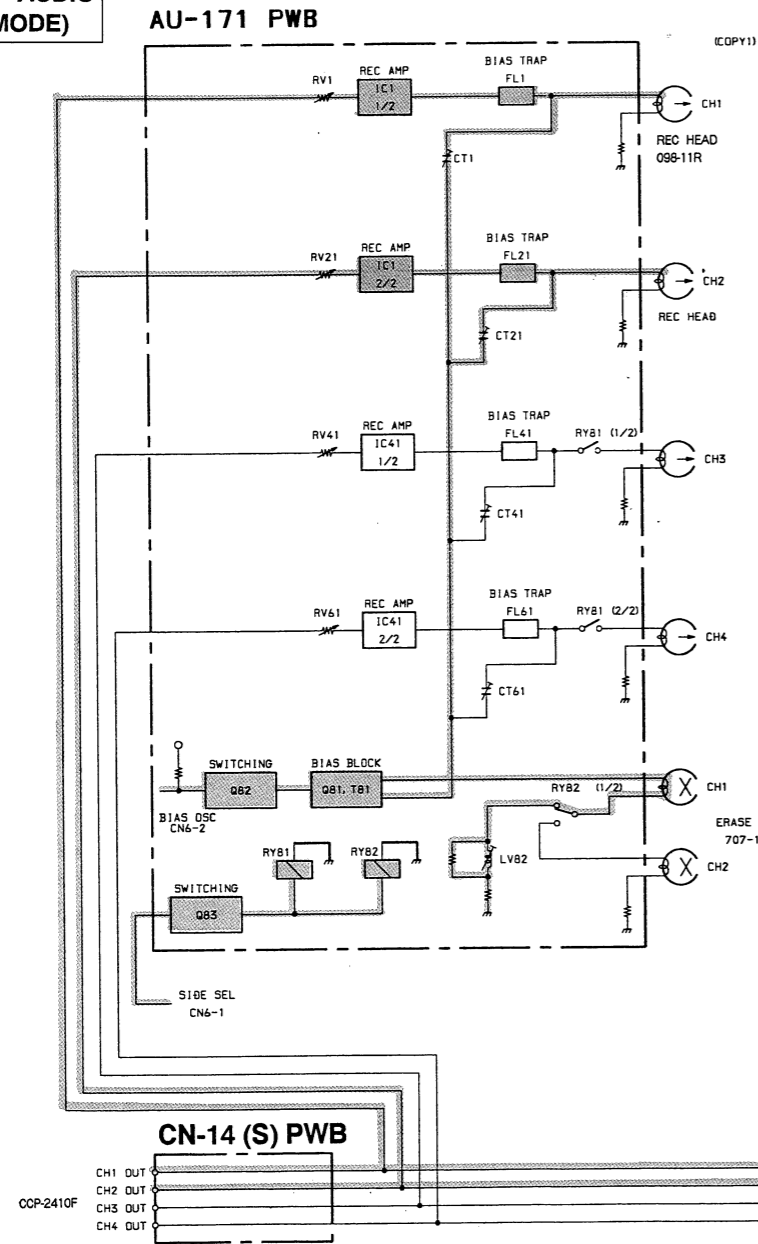 AUDIO
MODE)
AU-171 PWB
(COPY1)
BIAS TRAP
FL1
REC AMP
IC1
1/2
RV1
CH1
REC HEAD
098-11R
CT1
BIAS TRAP
FL21
REC AMP
IC1
2/2
RV21
CH2
REC HEAD
CT21
BIAS TRAP
FL41
RY81 (1/2)
REC AMP
IC41
1/2
RV41
CH3
CT41
BIAS TRAP
FL61
RY81 (2/2)
REC AMP
IC41
2/2
RV61
CH4
CT61
SWITCHING
Q82
BIAS BLOCK
Q81, T81
RY82 (1/2)
CH1
BIAS OSC
CN6-2
ERASE
707-1
RY81
RY82
LV82
CH2
SWITCHING
Q83
SIDE SEL
CN6-1
CN-14 (S) PWB
CH1 OUT
CH2 OUT
CCP-2410F
CH3 OUT
CH4 OUT